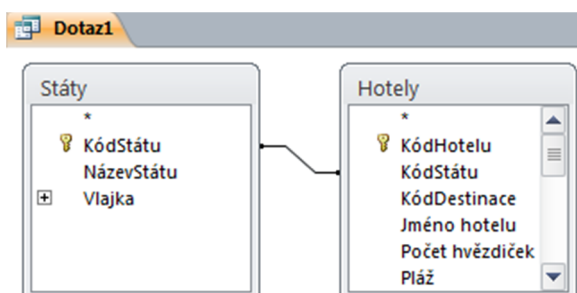 Dotaz1
Státy
*
KódStátu
NázevStátu
Vlajka
Hotely
*
KódHotelu
KódStátu
KódDestinace
Jméno hotelu
Počet hvězdiček
Pláž